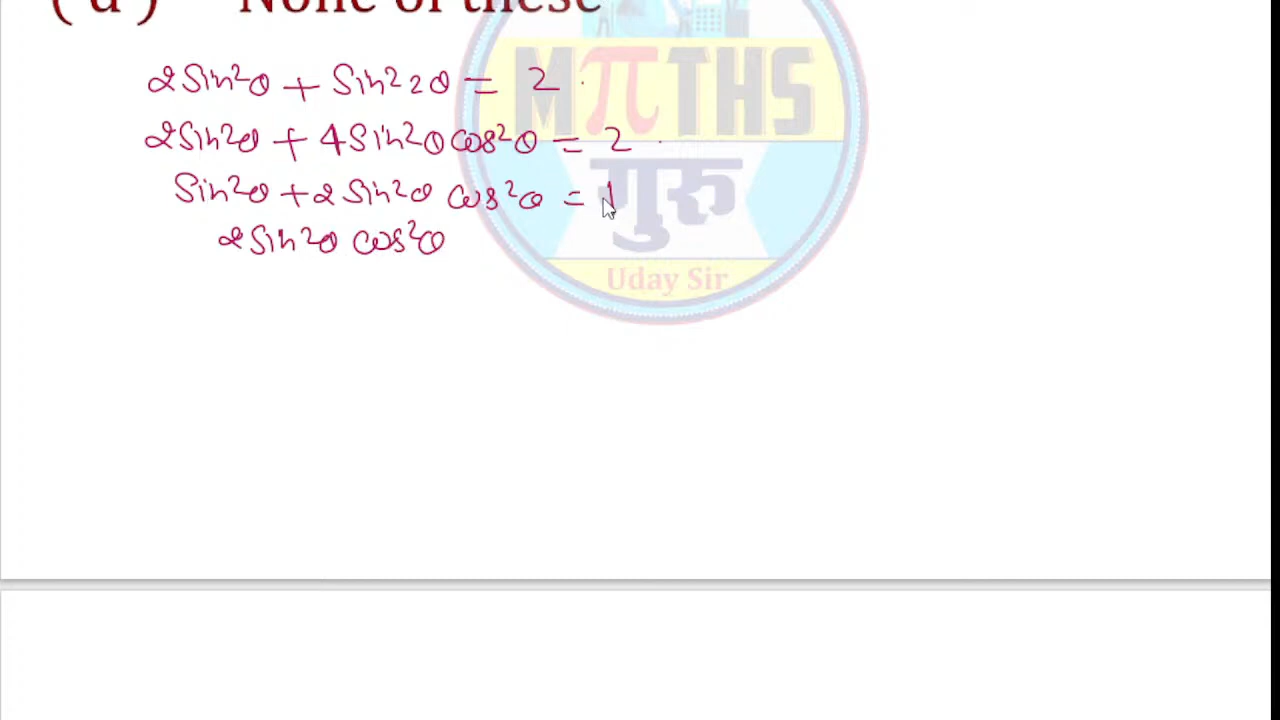 ( d ) None of these
2Sin²θ + Sin²2θ = 2
2Sin²θ + 4Sin²θ cos²θ = 2
Sin²θ + 2Sin²θ cos²θ = 1
2Sin²θ cos²θ
MπTHS
गुरु
Uday Sir